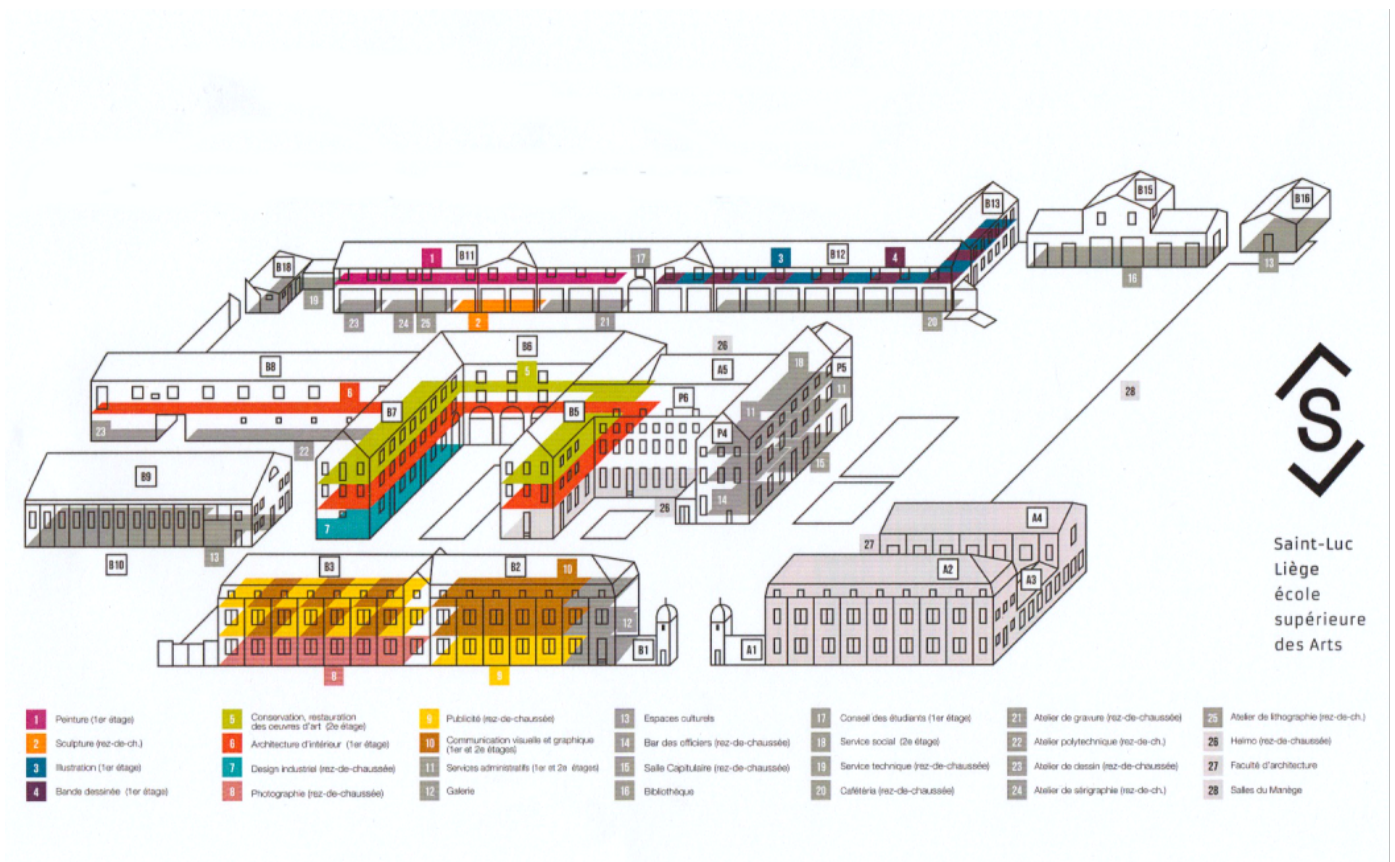 B15
B16
B13
B11
17
3
B12
4
1
B18
19
16
13
23
24
25
2
21
20
B6
26
B8
A5
18
P5
5
6
P6
11
11
B7
B5
P4
23
22
15
B9
14
28
7
26
A4
27
13
B10
B3
B2
10
A2
A3
12
B1
A1
8
9
S
Saint-Luc
Liège
école
supérieure
des Arts
1 Peinture (1er étage)
2 Sculpture (rez-de-ch.)
3 Illustration (1er étage)
4 Bande dessinée (1er étage)
5 Conservation, restauration
des oeuvres d'art (2e étage)
6 Architecture d'intérieur (1er étage)
7 Design industriel (rez-de-chaussée)
8 Photographie (rez-de-chaussée)
9 Publicité (rez-de-chaussée)
10 Communication visuelle et graphique
(1er et 2e étages)
11 Services administratifs (1er et 2e étages)
12 Galerie
13 Espaces culturels
14 Bar des officiers (rez-de-chaussée)
15 Salle Capitulaire (rez-de-chaussée)
16 Bibliothèque
17 Conseil des étudiants (1er étage)
18 Service social (2e étage)
19 Service technique (rez-de-chaussée)
20 Cafétéria (rez-de-chaussée)
21 Atelier de gravure (rez-de-chaussée)
22 Atelier polytechnique (rez-de-ch.)
23 Atelier de dessin (rez-de-chaussée)
24 Atelier de sérigraphie (rez-de-ch.)
25 Atelier de lithographie (rez-de-ch.)
26 Helmo (rez-de-chaussée)
27 Faculté d'architecture
28 Salles du Manège